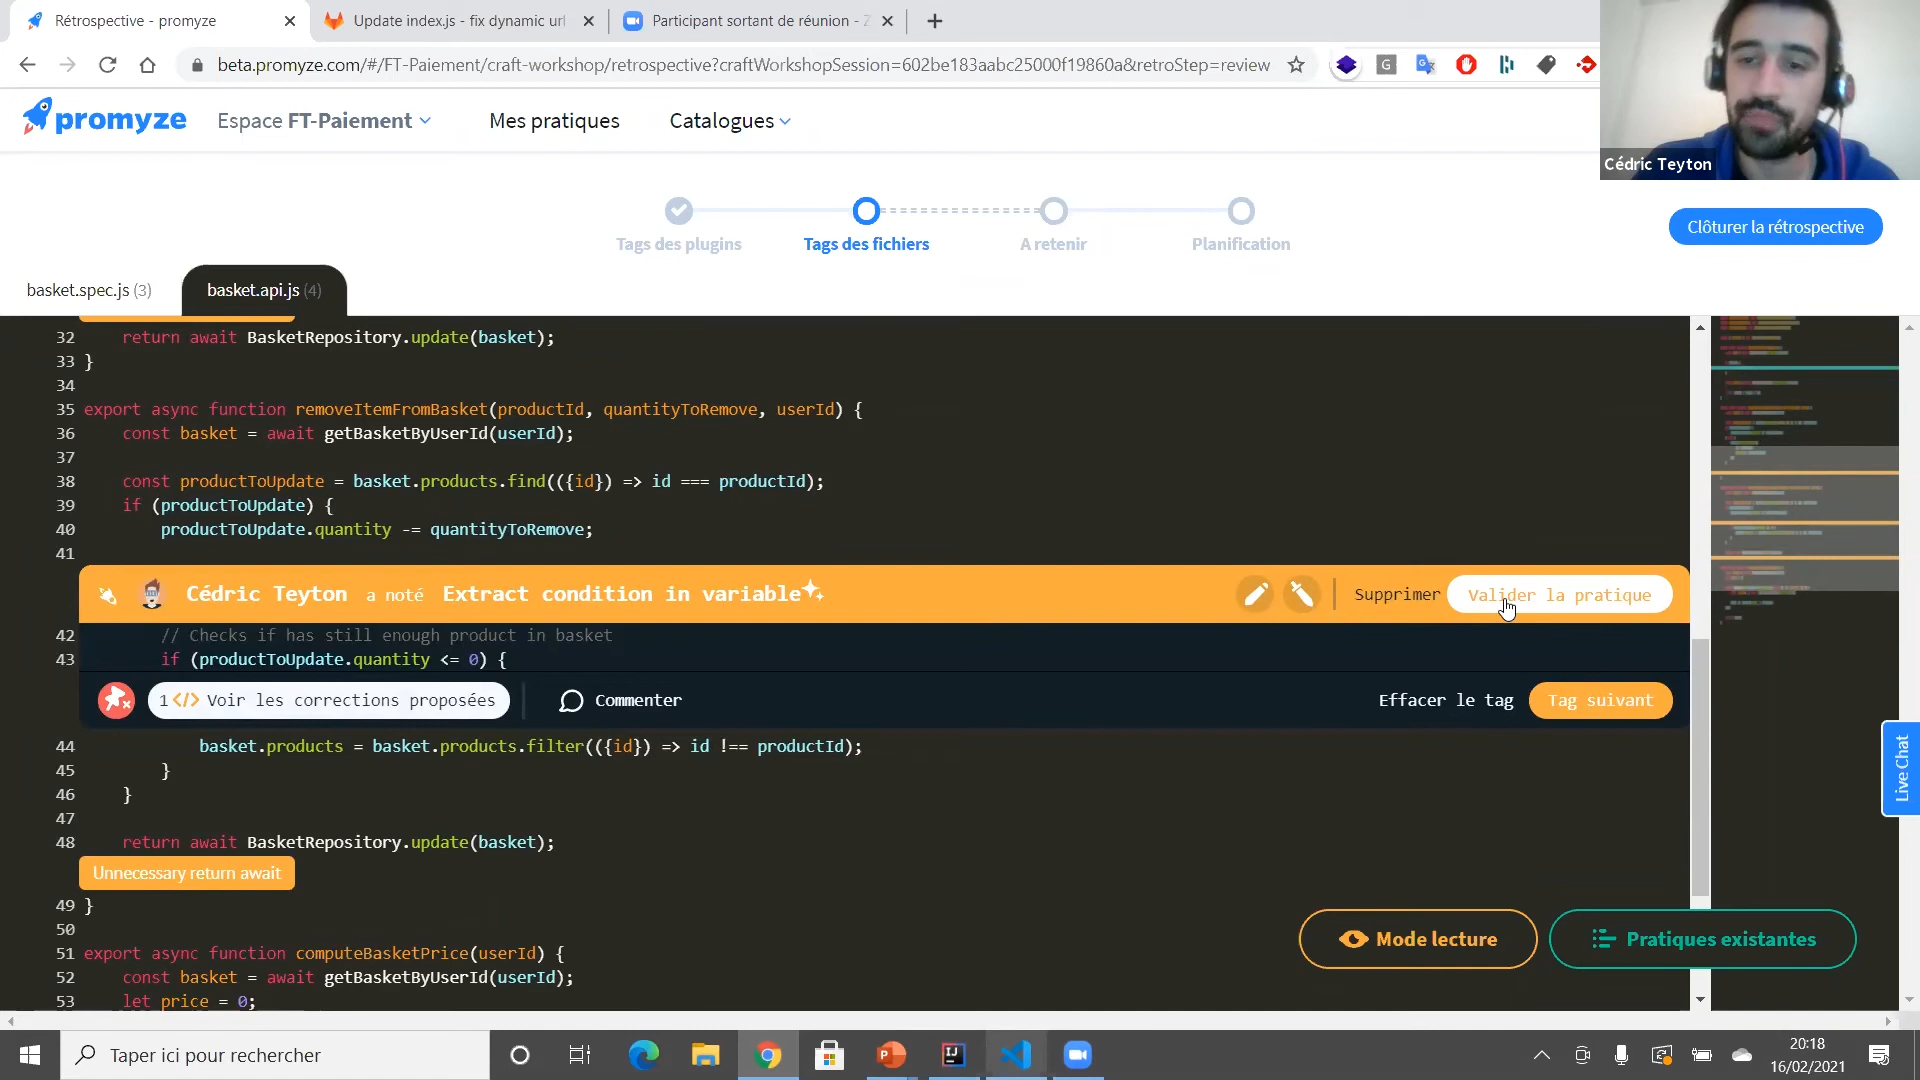 Rétrospective - promyze
Update index.js - fix dynamic url
Participant sortant de réunion - Z
beta.promyze.com/#/FT-Paiement/craft-workshop/retrospective?craftWorkshopSession=602be183aabc25000f19860a&retroStep=review
promyze
Espace FT-Paiement
Mes pratiques
Catalogues
Cédric Teyton
Tags des plugins
Tags des fichiers
A retenir
Planification
Clôturer la rétrospective
basket.spec.js (3)
basket.api.js (4)
32 return await BasketRepository.update(basket);
33 }
34
35 export async function removeItemFromBasket(productId, quantityToRemove, userId) {
36 const basket = await getBasketByUserId(userId);
37
38 const productToUpdate = basket.products.find(({id}) => id === productId);
39 if (productToUpdate) {
40 productToUpdate.quantity -= quantityToRemove;
41
Cédric Teyton a noté Extract condition in variable
Supprimer
Valider la pratique
42 // Checks if has still enough product in basket
43 if (productToUpdate.quantity <= 0) {
1 </> Voir les corrections proposées
Commenter
Effacer le tag
Tag suivant
44 basket.products = basket.products.filter(({id}) => id !== productId);
45 }
46 }
47
48 return await BasketRepository.update(basket);
Unnecessary return await
49 }
50
51 export async function computeBasketPrice(userId) {
52 const basket = await getBasketByUserId(userId);
53 let price = 0;
Mode lecture
Pratiques existantes
Live Chat
Taper ici pour rechercher
20:18
16/02/2021